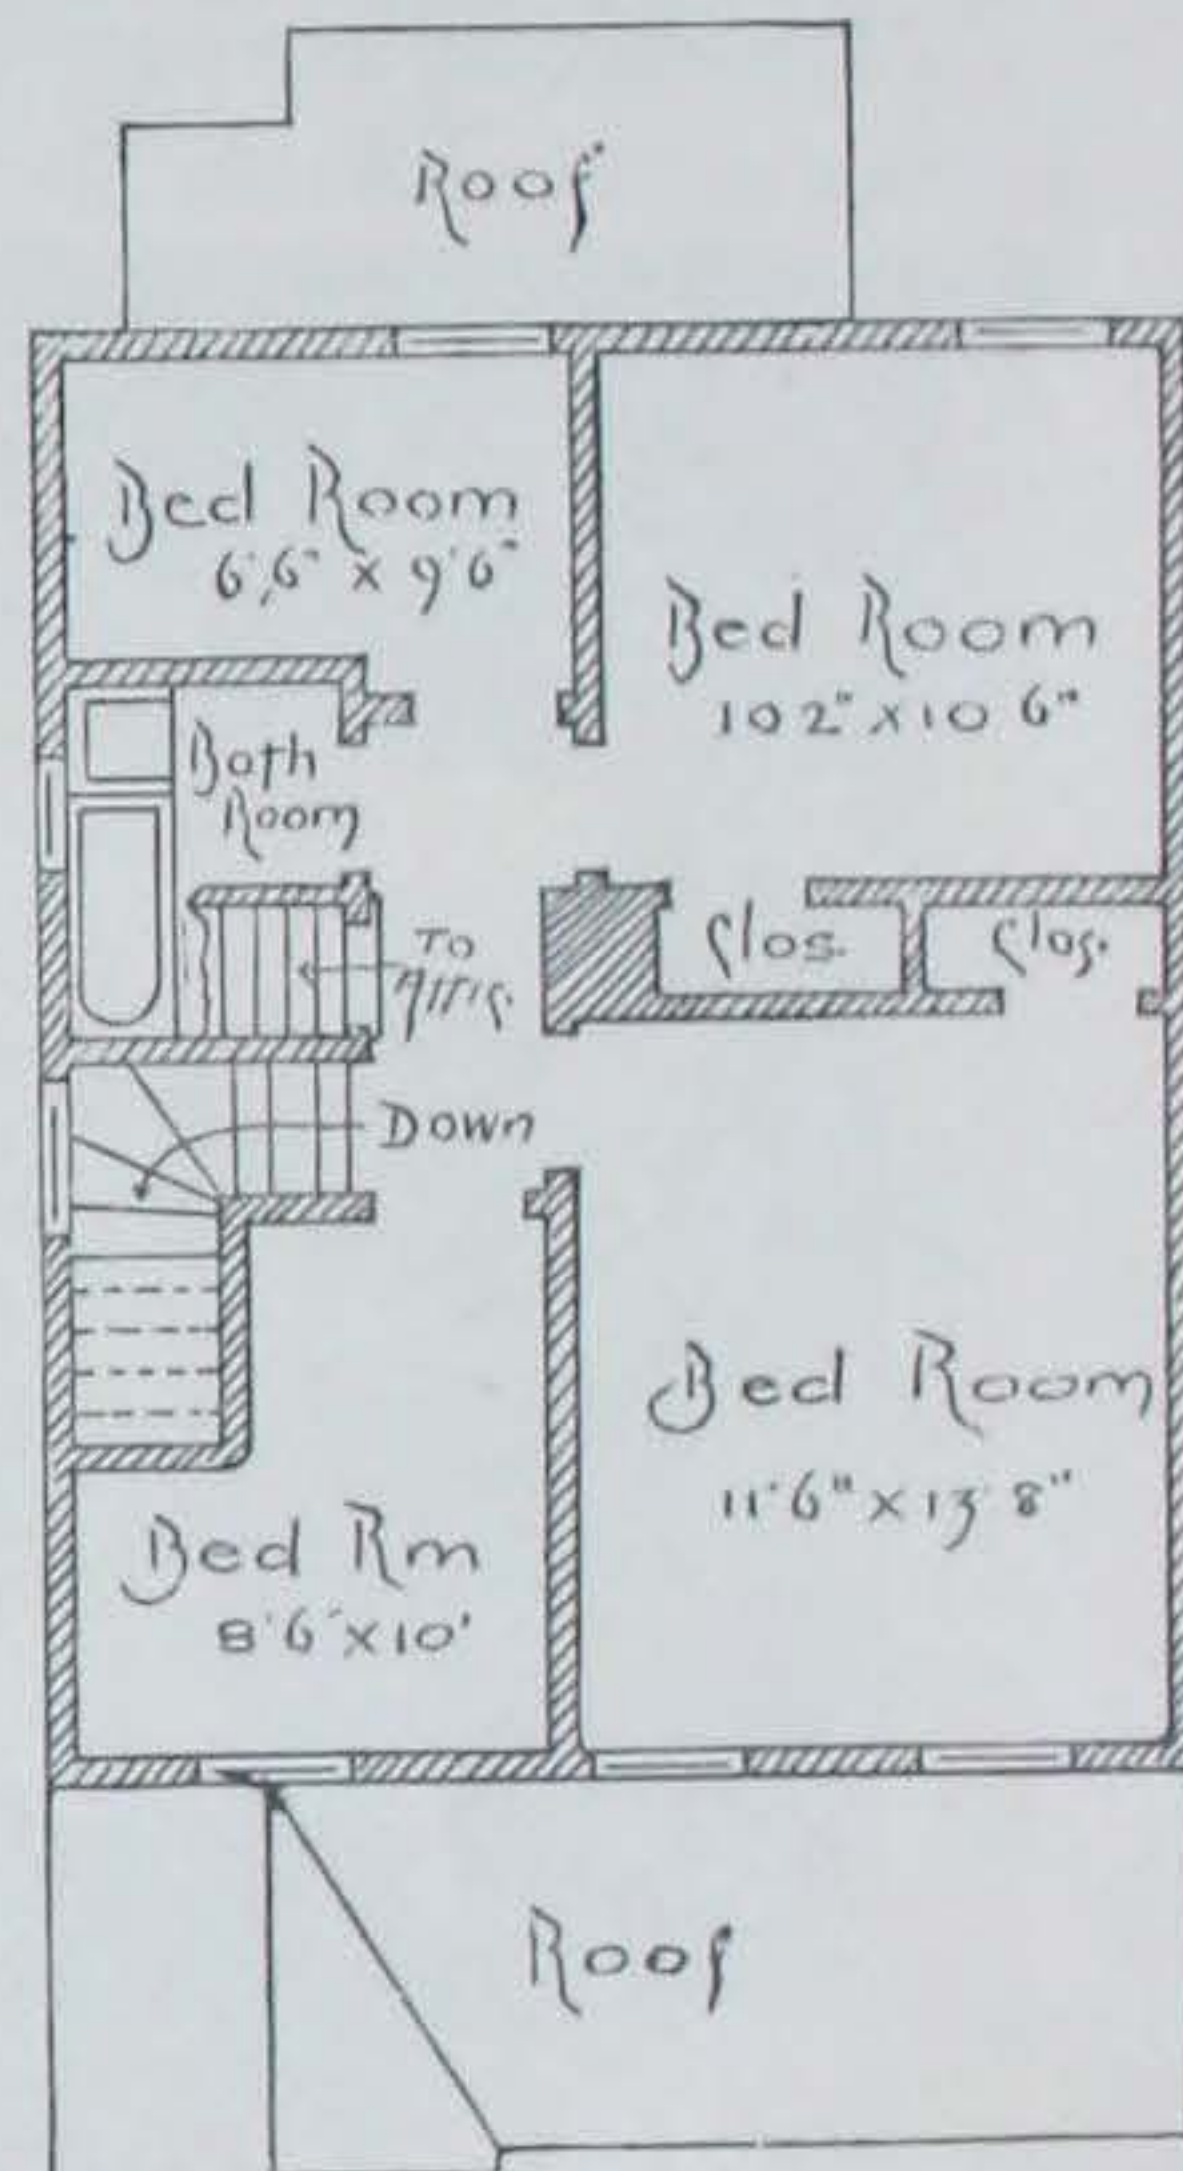 Roof
Bed Room
6'6" x 9'6"
Bed Room
10 2" x 10 6"
Bath
Room
Clos.
Clos.
To
Attic.
Down
Bed Room
11'6" x 13'8"
Bed Rm
8'6" x 10'
Roof